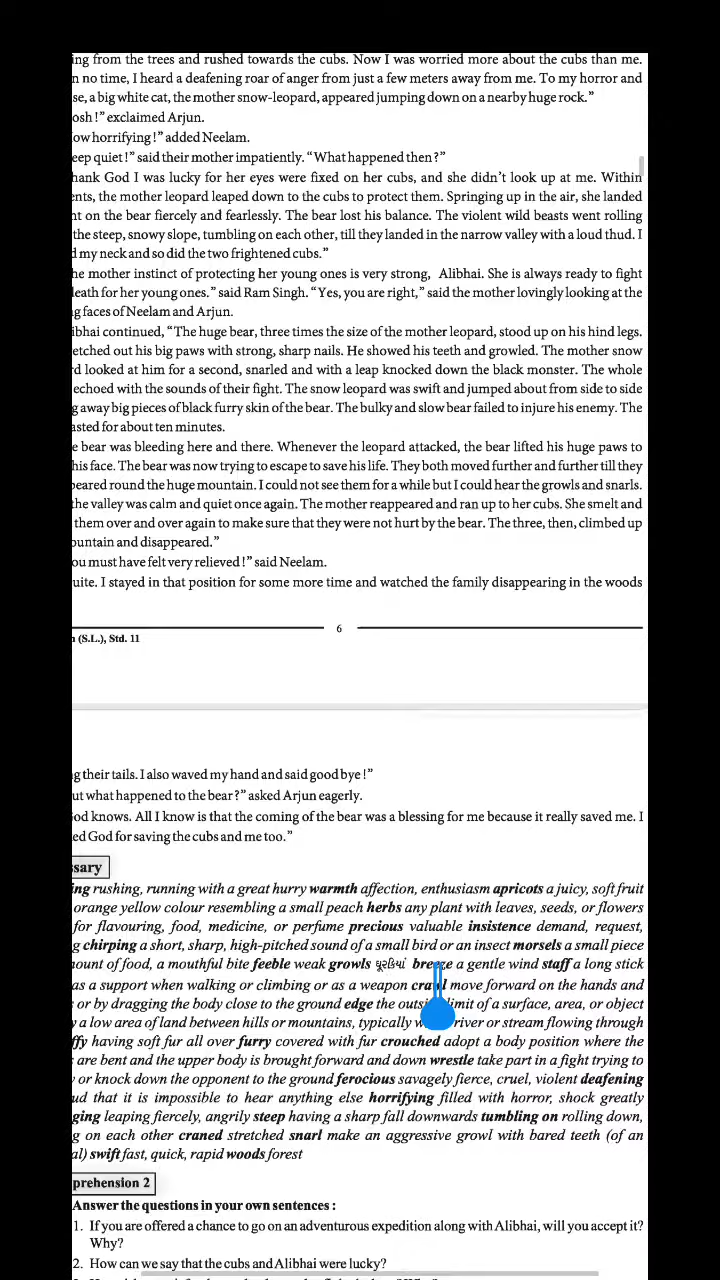 ing from the trees and rushed towards the cubs. Now I was worried more about the cubs than me.
n no time, I heard a deafening roar of anger from just a few meters away from me. To my horror and
se, a big white cat, the mother snow-leopard, appeared jumping down on a nearby huge rock.”
osh !” exclaimed Arjun.
ow horrifying !” added Neelam.
eep quiet !” said their mother impatiently. “What happened then ?”
hank God I was lucky for her eyes were fixed on her cubs, and she didn’t look up at me. Within
ents, the mother leopard leaped down to the cubs to protect them. Springing up in the air, she landed
nt on the bear fiercely and fearlessly. The bear lost his balance. The violent wild beasts went rolling
the steep, snowy slope, tumbling on each other, till they landed in the narrow valley with a loud thud. I
d my neck and so did the two frightened cubs.”
he mother instinct of protecting her young ones is very strong, Alibhai. She is always ready to fight
leath for her young ones.” said Ram Singh. “Yes, you are right,” said the mother lovingly looking at the
g faces of Neelam and Arjun.
ibhai continued, “The huge bear, three times the size of the mother leopard, stood up on his hind legs.
etched out his big paws with strong, sharp nails. He showed his teeth and growled. The mother snow
rd looked at him for a second, snarled and with a leap knocked down the black monster. The whole
echoed with the sounds of their fight. The snow leopard was swift and jumped about from side to side
g away big pieces of black furry skin of the bear. The bulky and slow bear failed to injure his enemy. The
asted for about ten minutes.
e bear was bleeding here and there. Whenever the leopard attacked, the bear lifted his huge paws to
his face. The bear was now trying to escape to save his life. They both moved further and further till they
peared round the huge mountain. I could not see them for a while but I could hear the growls and snarls.
the valley was calm and quiet once again. The mother reappeared and ran up to her cubs. She smelt and
them over and over again to make sure that they were not hurt by the bear. The three, then, climbed up
ountain and disappeared.”
ou must have felt very relieved !” said Neelam.
uite. I stayed in that position for some more time and watched the family disappearing in the woods
6
(S.L.), Std. 11
g their tails. I also waved my hand and said good bye !”
ut what happened to the bear ?” asked Arjun eagerly.
God knows. All I know is that the coming of the bear was a blessing for me because it really saved me. I
ed God for saving the cubs and me too.”
ssary
ing rushing, running with a great hurry warmth affection, enthusiasm apricots a juicy, soft fruit
orange yellow colour resembling a small peach herbs any plant with leaves, seeds, or flowers
for flavouring, food, medicine, or perfume precious valuable insistence demand, request,
g chirping a short, sharp, high-pitched sound of a small bird or an insect morsels a small piece
ount of food, a mouthful bite feeble weak growls ઘૂરકિયાં breeze a gentle wind staff a long stick
as a support when walking or climbing or as a weapon crawl move forward on the hands and
or by dragging the body close to the ground edge the outside limit of a surface, area, or object
y a low area of land between hills or mountains, typically river or stream flowing through
ffy having soft fur all over furry covered with fur crouched adopt a body position where the
are bent and the upper body is brought forward and down wrestle take part in a fight trying to
or knock down the opponent to the ground ferocious savagely fierce, cruel, violent deafening
ud that it is impossible to hear anything else horrifying filled with horror, shock greatly
ging leaping fiercely, angrily steep having a sharp fall downwards tumbling on rolling down,
g on each other craned stretched snarl make an aggressive growl with bared teeth (of an
al) swift fast, quick, rapid woods forest
prehension 2
Answer the questions in your own sentences :
1. If you are offered a chance to go on an adventurous expedition along with Alibhai, will you accept it?
Why?
2. How can we say that the cubs and Alibhai were lucky?